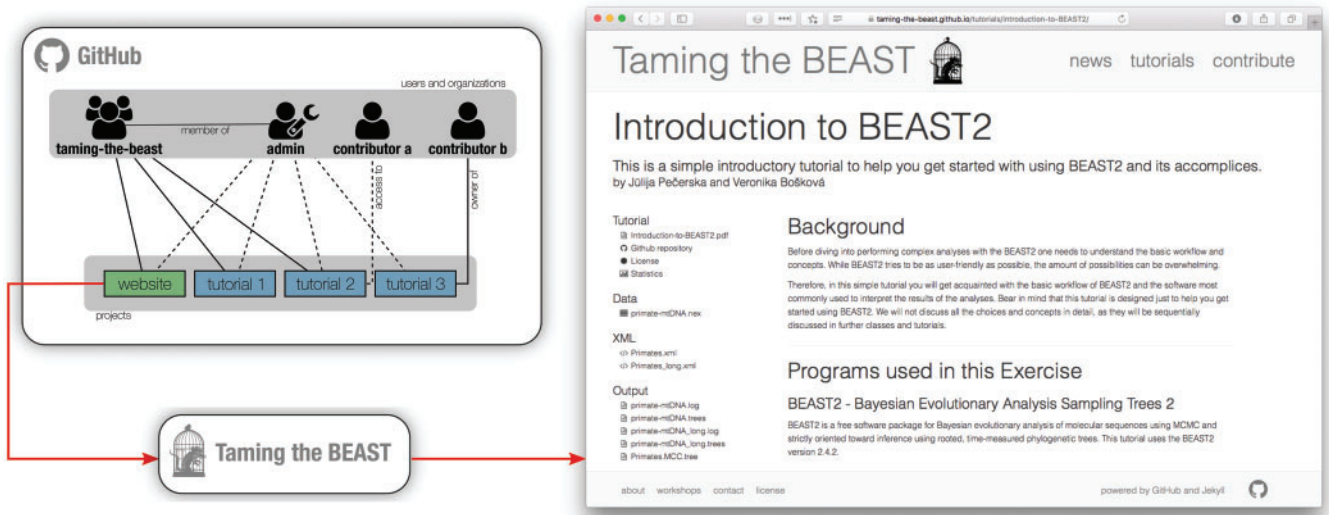 GitHub
users and organizations
member of
taming-the-beast
admin
contributor a
contributor b
access to
owner of
website
tutorial 1
tutorial 2
tutorial 3
projects
Taming the BEAST
taming-the-beast.github.io/tutorials/introduction-to-BEAST2/
Taming the BEAST
news tutorials contribute
Introduction to BEAST2
This is a simple introductory tutorial to help you get started with using BEAST2 and its accomplices.
by Jūlija Pečerska and Veronika Bošková
Tutorial
Introduction-to-BEAST2.pdf
Github repository
License
Statistics
Data
primate-mtDNA.nex
XML
Primates.xml
Primates_long.xml
Output
primate-mtDNA.log
primate-mtDNA.trees
primate-mtDNA_long.log
primate-mtDNA_long.trees
Primates.MCC.tree
Background
Before diving into performing complex analyses with the BEAST2 one needs to understand the basic workflow and
concepts. While BEAST2 tries to be as user-friendly as possible, the amount of possibilities can be overwhelming.
Therefore, in this simple tutorial you will get acquainted with the basic workflow of BEAST2 and the software most
commonly used to interpret the results of the analyses. Bear in mind that this tutorial is designed just to help you get
started using BEAST2. We will not discuss all the choices and concepts in detail, as they will be sequentially
discussed in further classes and tutorials.
Programs used in this Exercise
BEAST2 - Bayesian Evolutionary Analysis Sampling Trees 2
BEAST2 is a free software package for Bayesian evolutionary analysis of molecular sequences using MCMC and
strictly oriented toward inference using rooted, time-measured phylogenetic trees. This tutorial uses the BEAST2
version 2.4.2.
about workshops contact license
powered by GitHub and Jekyll